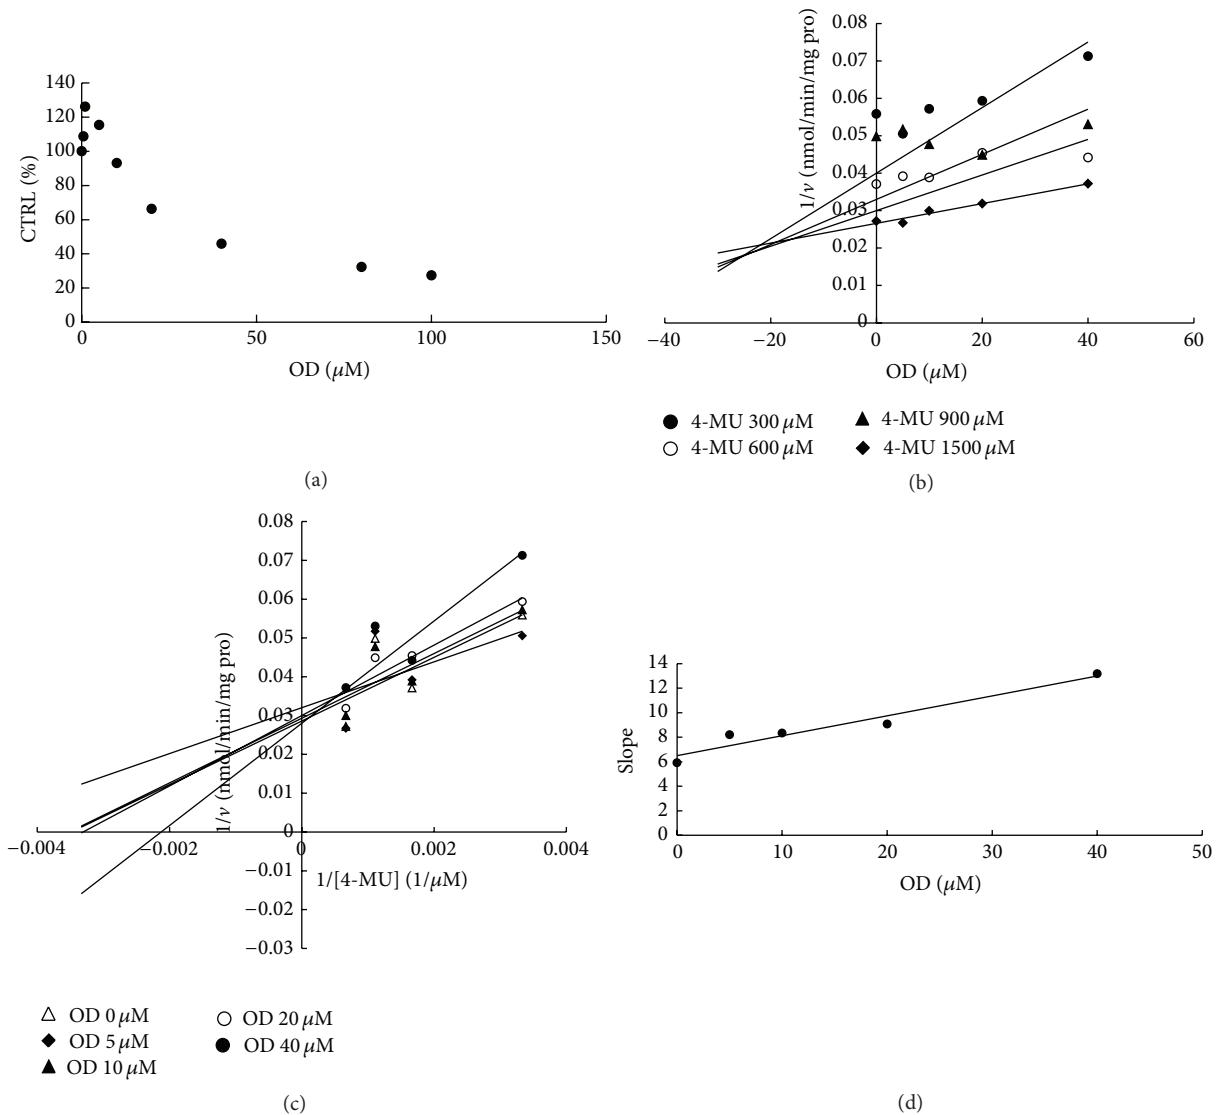 140
120
100
80
60
40
20
0
CTRL (%)
0 50 100 150
OD (μM)
(a)
0.08
0.07
0.06
0.05
0.04
0.03
0.02
0.01
0
1/v (nmol/min/mg pro)
−40 −20 0 20 40 60
OD (μM)
4-MU 300 μM 4-MU 900 μM
4-MU 600 μM 4-MU 1500 μM
(b)
0.08
0.07
0.06
0.05
0.04
0.03
0.02
0.01
0
−0.01
−0.02
−0.03
1/v (nmol/min/mg pro)
−0.004 −0.002 0 0.002 0.004
1/[4-MU] (1/μM)
OD 0 μM OD 20 μM
OD 5 μM OD 40 μM
OD 10 μM
(c)
14
12
10
8
6
4
2
0
Slope
0 10 20 30 40 50
OD (μM)
(d)